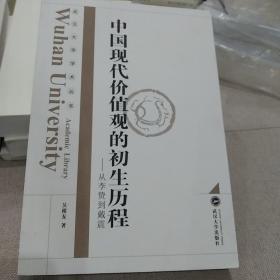 武汉大学学术丛书
Wuhan University
Academic Library
中国现代价值观的初生历程
——从李贽到戴震
吴根友 著
武汉大学出版社